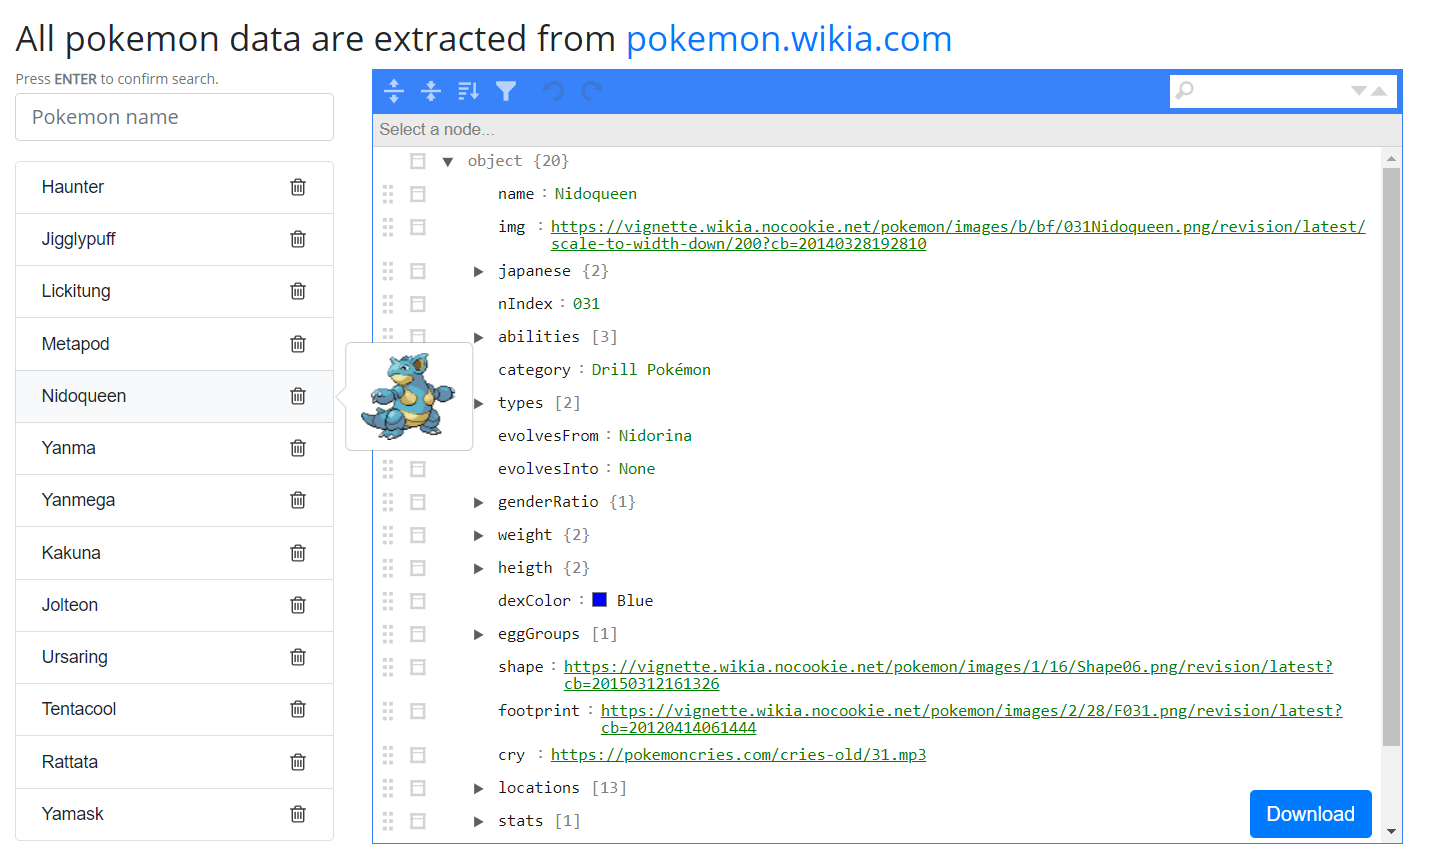 All pokemon data are extracted from pokemon.wikia.com
Press ENTER to confirm search.
Pokemon name
Haunter
Jigglypuff
Lickitung
Metapod
Nidoqueen
Yanma
Yanmega
Kakuna
Jolteon
Ursaring
Tentacool
Rattata
Yamask
Select a node...
object {20}
name : Nidoqueen
img : https://vignette.wikia.nocookie.net/pokemon/images/b/bf/031Nidoqueen.png/revision/latest/
scale-to-width-down/200?cb=20140328192810
japanese {2}
nIndex : 031
abilities [3]
category : Drill Pokémon
types [2]
evolvesFrom : Nidorina
evolvesInto : None
genderRatio {1}
weight {2}
heigth {2}
dexColor : Blue
eggGroups [1]
shape : https://vignette.wikia.nocookie.net/pokemon/images/1/16/Shape06.png/revision/latest?
cb=20150312161326
footprint : https://vignette.wikia.nocookie.net/pokemon/images/2/28/F031.png/revision/latest?
cb=20120414061444
cry : https://pokemoncries.com/cries-old/31.mp3
locations [13]
stats [1]
Download